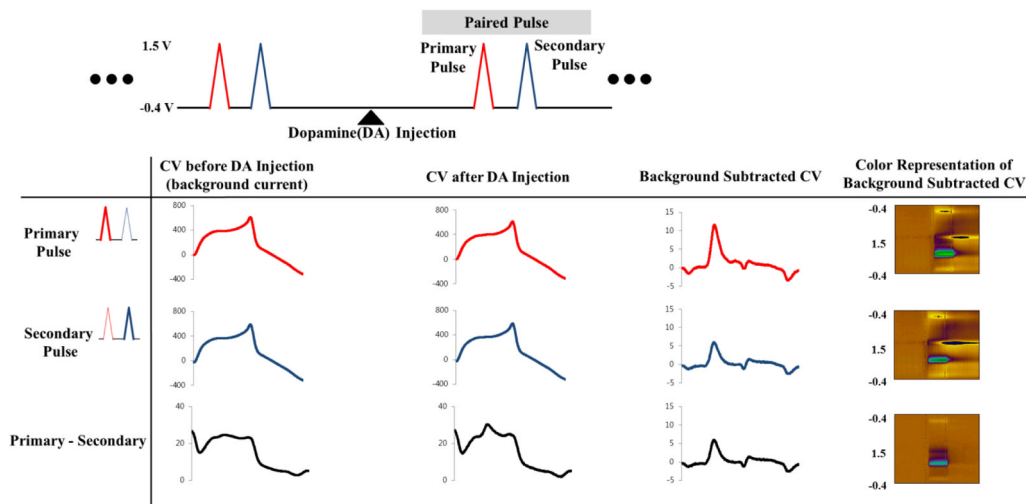 Paired Pulse
1.5 V
Primary
Pulse
Secondary
Pulse
-0.4 V
Dopamine(DA) Injection
CV before DA Injection
(background current)
CV after DA Injection
Background Subtracted CV
Color Representation of
Background Subtracted CV
Primary
Pulse
800
400
0
-400
800
400
0
-400
15
10
5
0
-5
-0.4
1.5
-0.4
Secondary
Pulse
800
400
0
-400
800
400
0
-400
15
10
5
0
-5
-0.4
1.5
-0.4
Primary - Secondary
40
20
0
40
20
0
15
10
5
0
-5
-0.4
1.5
-0.4